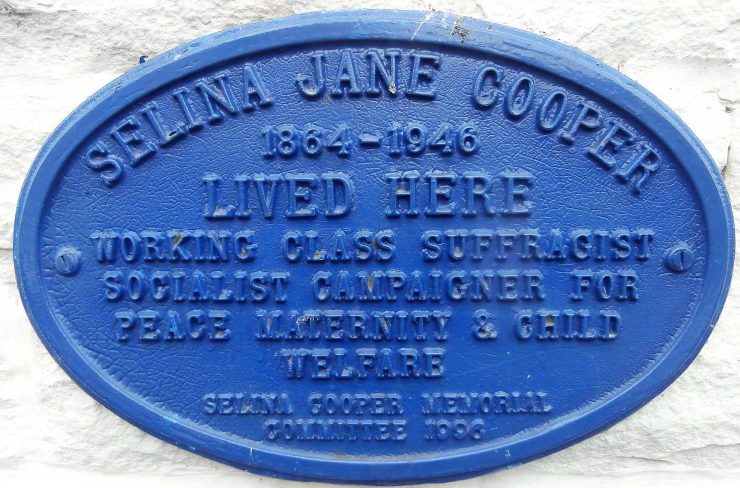 SELINA JANE COOPER
1864-1946
LIVED HERE
WORKING CLASS SUFFRAGIST
SOCIALIST CAMPAIGNER FOR
PEACE MATERNITY & CHILD
WELFARE
SELINA COOPER MEMORIAL
COMMITTEE 1996